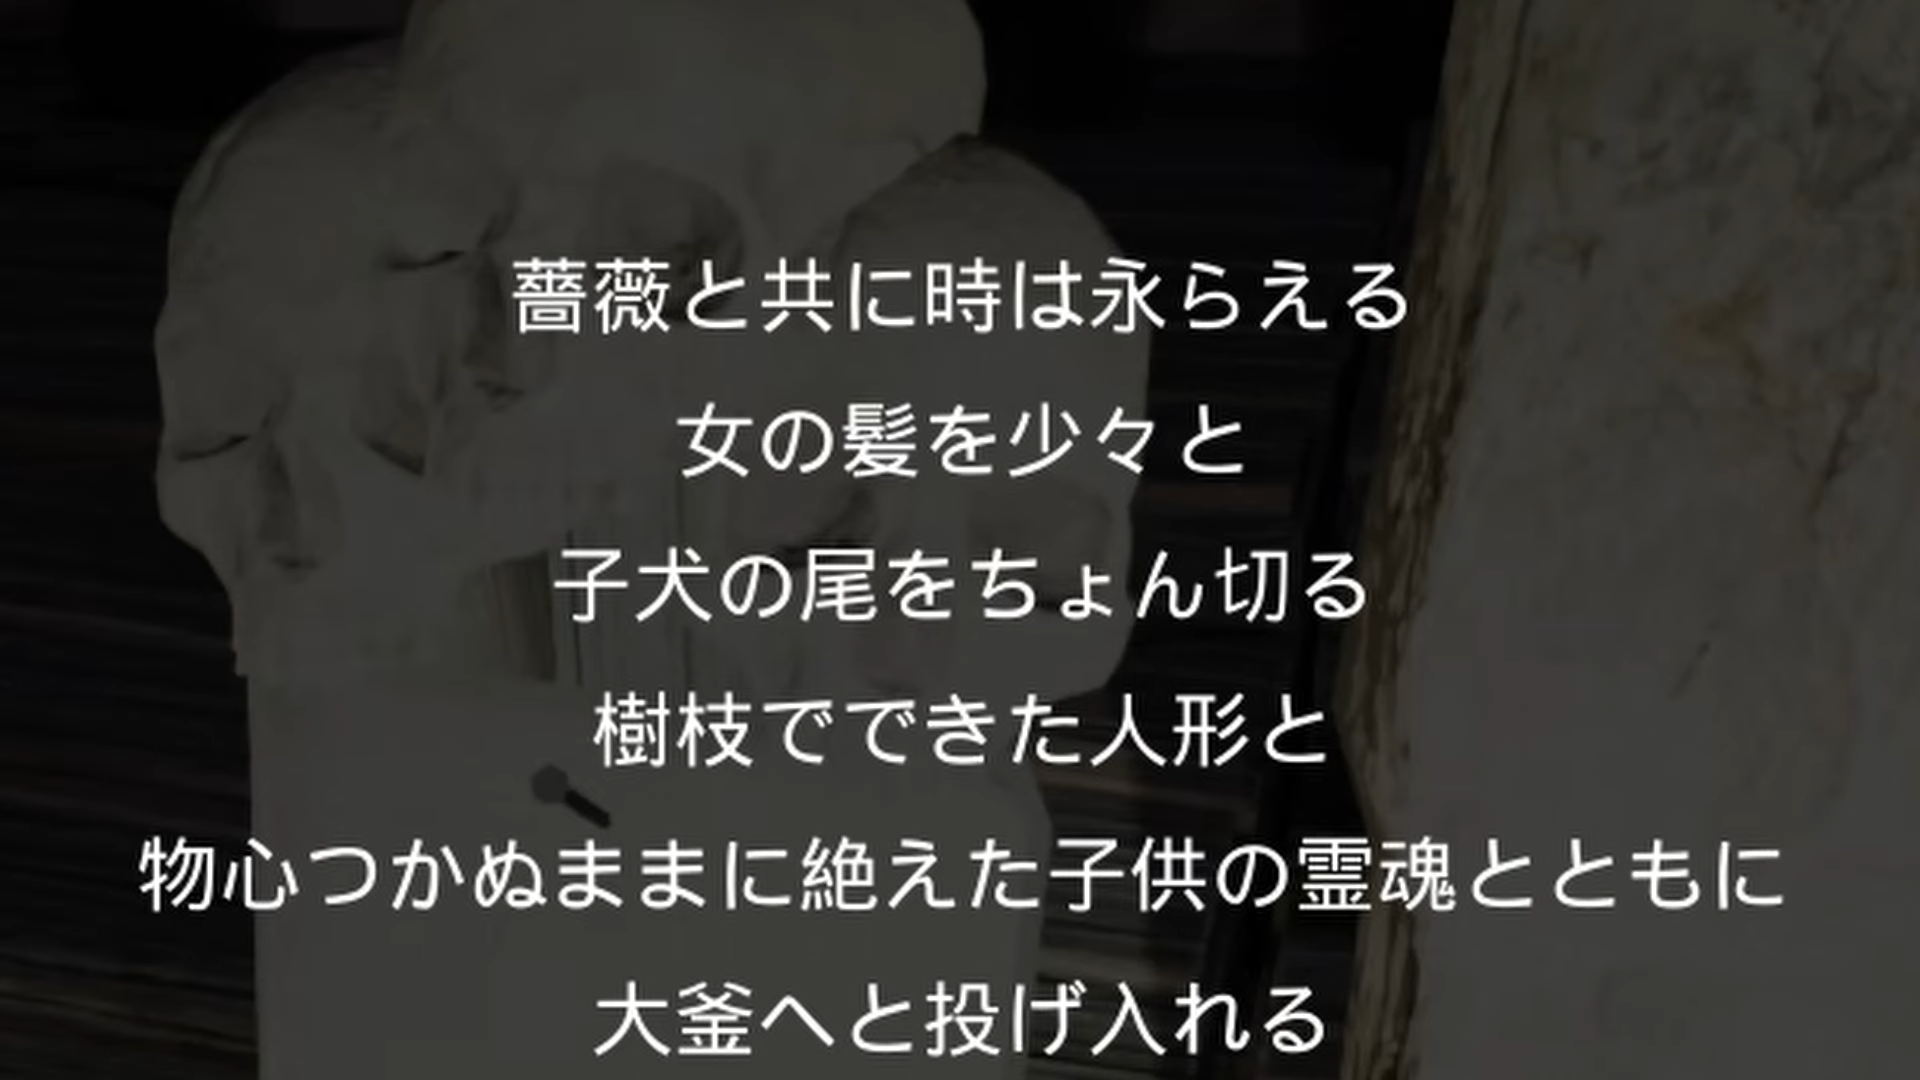 薔薇と共に時は永らえる
女の髪を少々と
子犬の尾をちょん切る
樹枝でできた人形と
物心つかぬままに絶えた子供の霊魂とともに
大釜へと投げ入れる